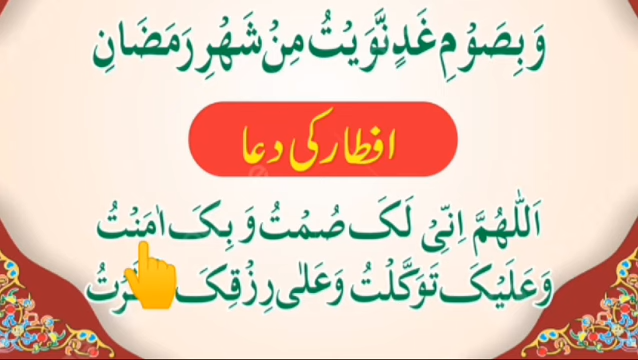 وَبِصَوْمِ غَدٍ نَّوَيْتُ مِنْ شَهْرِ رَمَضَانِ
افطار کی دعا
اَللّٰهُمَّ اِنِّیْ لَکَ صُمْتُ وَ بِکَ اٰمَنْتُ
وَعَلَيْکَ تَوَکَّلْتُ وَعَلٰی رِزْقِکَ